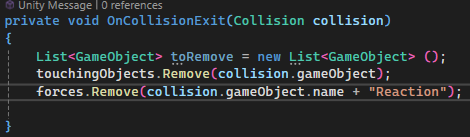 Unity Message | 0 references
private void OnCollisionExit(Collision collision)
{
List<GameObject> toRemove = new List<GameObject> ();
touchingObjects.Remove(collision.gameObject);
forces.Remove(collision.gameObject.name + "Reaction");
}